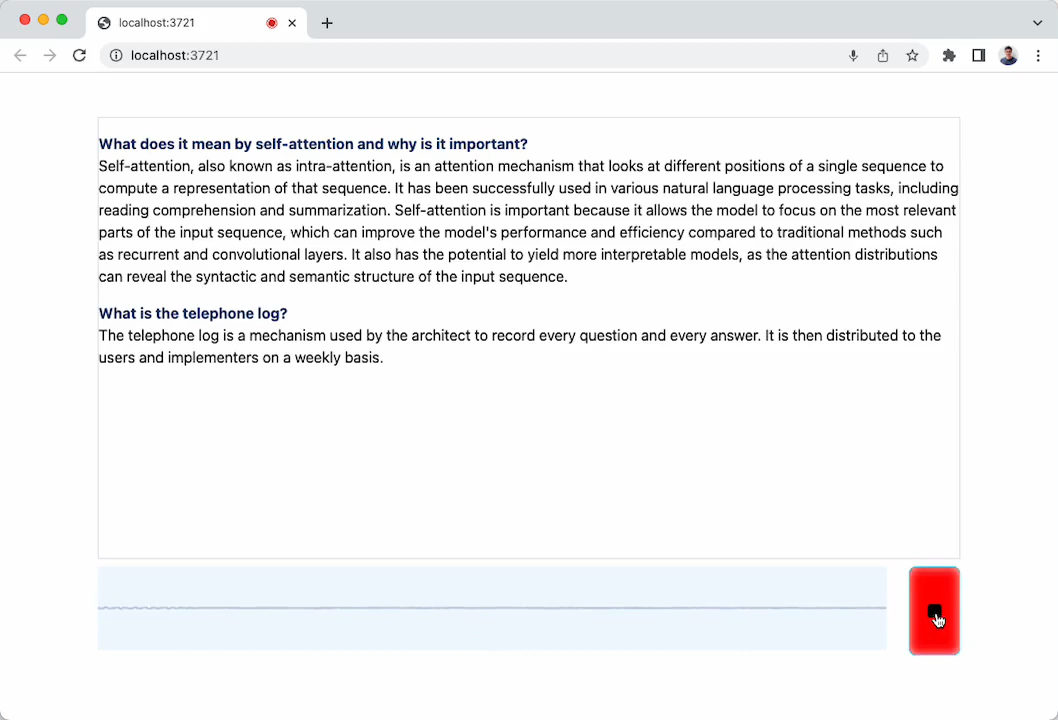 localhost:3721
localhost:3721
What does it mean by self-attention and why is it important?
Self-attention, also known as intra-attention, is an attention mechanism that looks at different positions of a single sequence to
compute a representation of that sequence. It has been successfully used in various natural language processing tasks, including
reading comprehension and summarization. Self-attention is important because it allows the model to focus on the most relevant
parts of the input sequence, which can improve the model's performance and efficiency compared to traditional methods such
as recurrent and convolutional layers. It also has the potential to yield more interpretable models, as the attention distributions
can reveal the syntactic and semantic structure of the input sequence.
What is the telephone log?
The telephone log is a mechanism used by the architect to record every question and every answer. It is then distributed to the
users and implementers on a weekly basis.